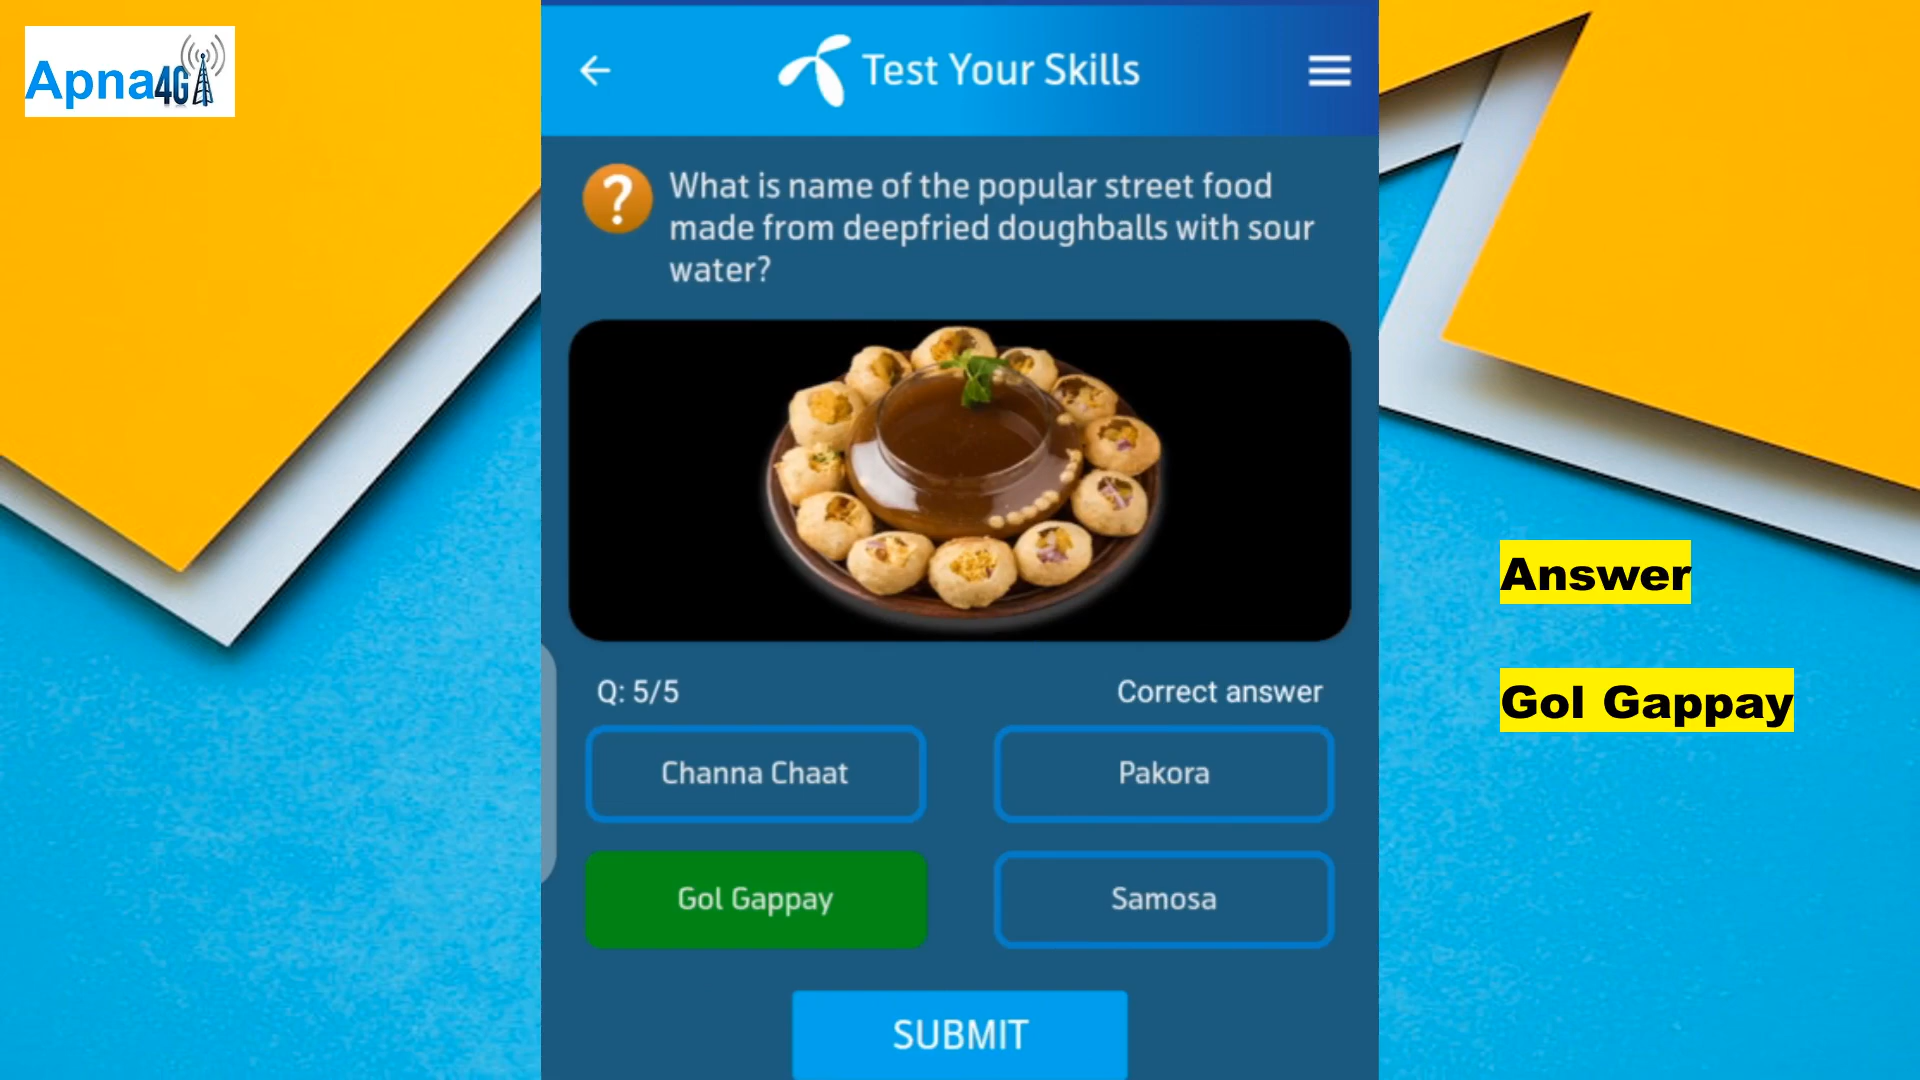 Apna4G
Test Your Skills
?
What is name of the popular street food
made from deepfried doughballs with sour
water?
Q: 5/5
Correct answer
Channa Chaat
Pakora
Gol Gappay
Samosa
SUBMIT
Answer
Gol Gappay